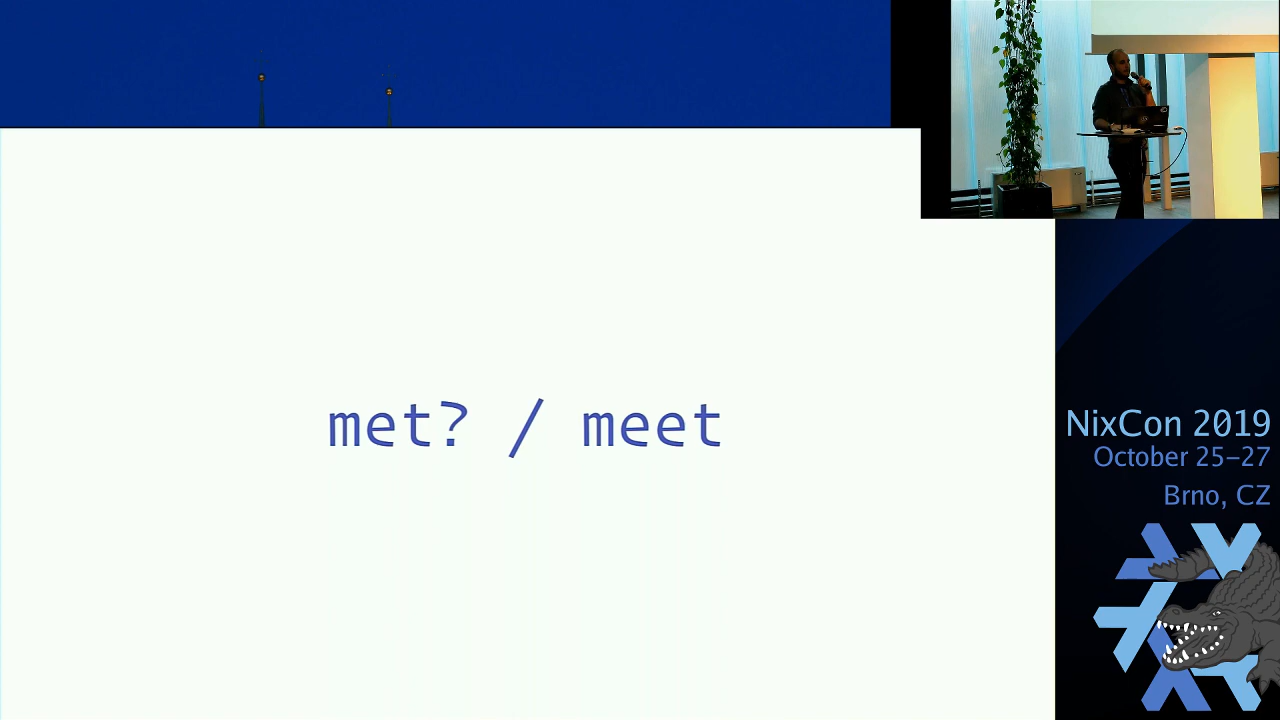 met? / meet
NixCon 2019
October 25–27
Brno, CZ